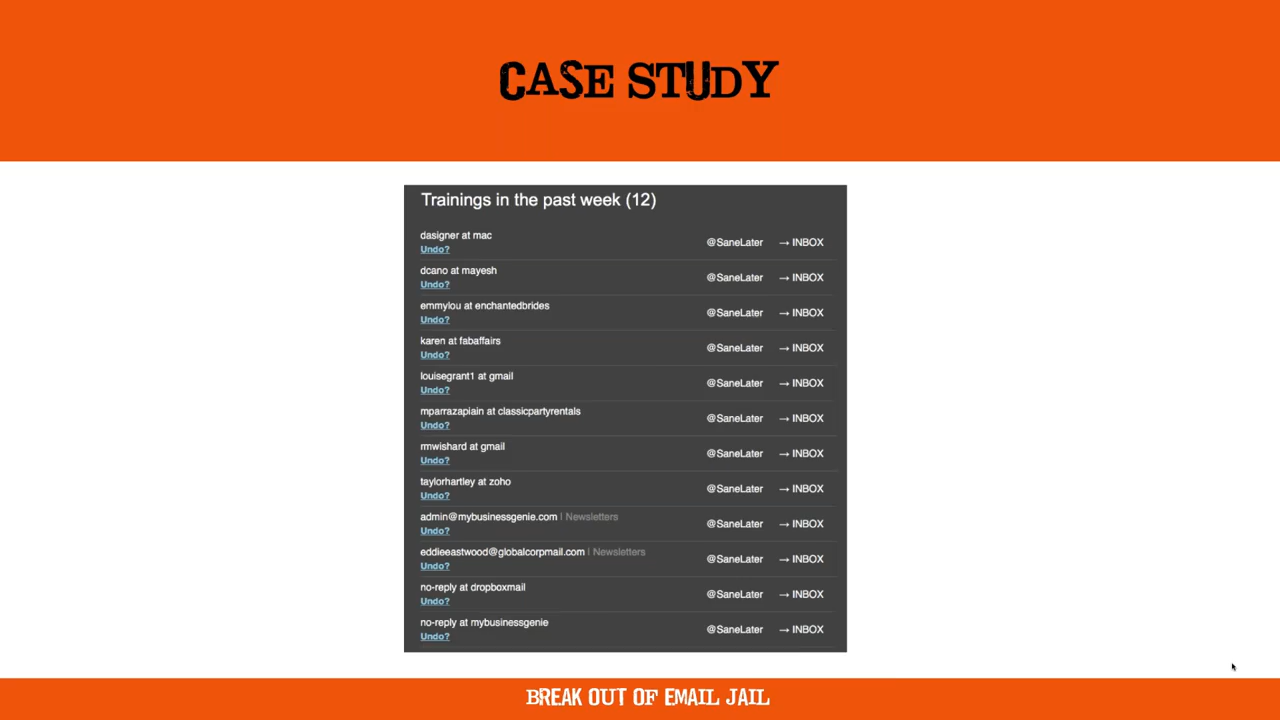 CASE STUDY
Trainings in the past week (12)
dasigner at mac
@SaneLater → INBOX
Undo?
dcano at mayesh
@SaneLater → INBOX
Undo?
emmylou at enchantedbrides
@SaneLater → INBOX
Undo?
karen at fabaffairs
@SaneLater → INBOX
Undo?
louisegrant1 at gmail
@SaneLater → INBOX
Undo?
mparrazapiain at classicpartyrentals
@SaneLater → INBOX
Undo?
rmwishard at gmail
@SaneLater → INBOX
Undo?
taylorhartley at zoho
@SaneLater → INBOX
Undo?
admin@mybusinessgenie.com | Newsletters
@SaneLater → INBOX
Undo?
eddieeastwood@globalcorpmail.com | Newsletters
@SaneLater → INBOX
Undo?
no-reply at dropboxmail
@SaneLater → INBOX
Undo?
no-reply at mybusinessgenie
@SaneLater → INBOX
Undo?
BREAK OUT OF EMAIL JAIL